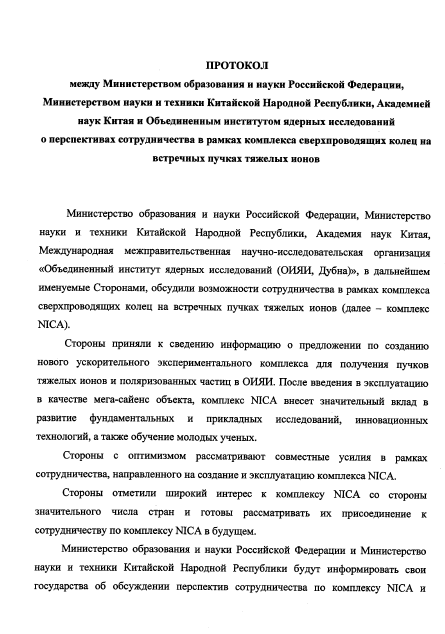 ПРОТОКОЛ
между Министерством образования и науки Российской Федерации,
Министерством науки и техники Китайской Народной Республики, Академией
наук Китая и Объединенным институтом ядерных исследований
о перспективах сотрудничества в рамках комплекса сверхпроводящих колец на
встречных пучках тяжелых ионов
Министерство образования и науки Российской Федерации, Министерство
науки и техники Китайской Народной Республики, Академия наук Китая,
Международная межправительственная научно-исследовательская организация
«Объединенный институт ядерных исследований (ОИЯИ, Дубна)», в дальнейшем
именуемые Сторонами, обсудили возможности сотрудничества в рамках комплекса
сверхпроводящих колец на встречных пучках тяжелых ионов (далее – комплекс
NICA).
Стороны приняли к сведению информацию о предложении по созданию
нового ускорительного экспериментального комплекса для получения пучков
тяжелых ионов и поляризованных частиц в ОИЯИ. После введения в эксплуатацию
в качестве мега-сайенс объекта, комплекс NICA внесет значительный вклад в
развитие фундаментальных и прикладных исследований, инновационных
технологий, а также обучение молодых ученых.
Стороны с оптимизмом рассматривают совместные усилия в рамках
сотрудничества, направленного на создание и эксплуатацию комплекса NICA.
Стороны отметили широкий интерес к комплексу NICA со стороны
значительного числа стран и готовы рассматривать их присоединение к
сотрудничеству по комплексу NICA в будущем.
Министерство образования и науки Российской Федерации и Министерство
науки и техники Китайской Народной Республики будут информировать свои
государства об обсуждении перспектив сотрудничества по комплексу NICA и